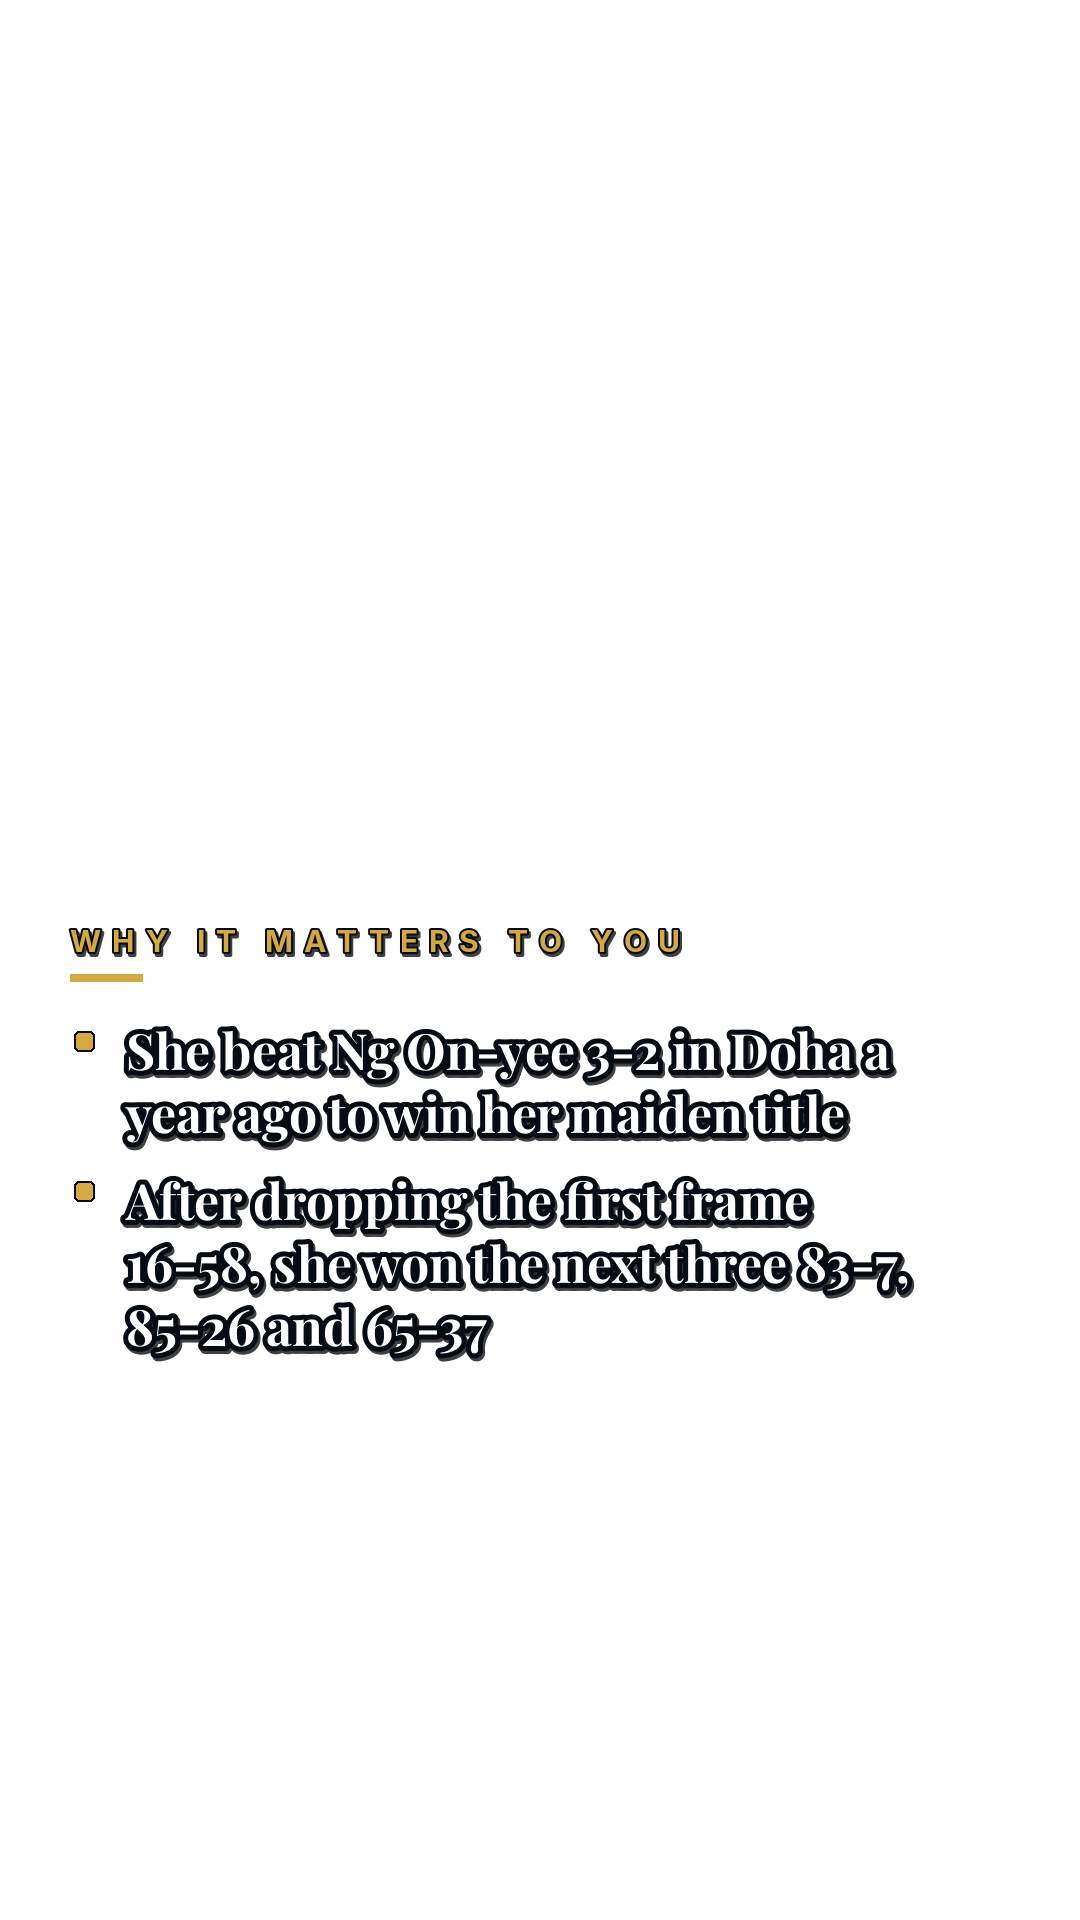 WHY IT MATTERS TO YOU
She beat Ng On-yee 3-2 in Doha a
year ago to win her maiden title
After dropping the first frame
16-58, she won the next three 83-7,
85-26 and 65-37